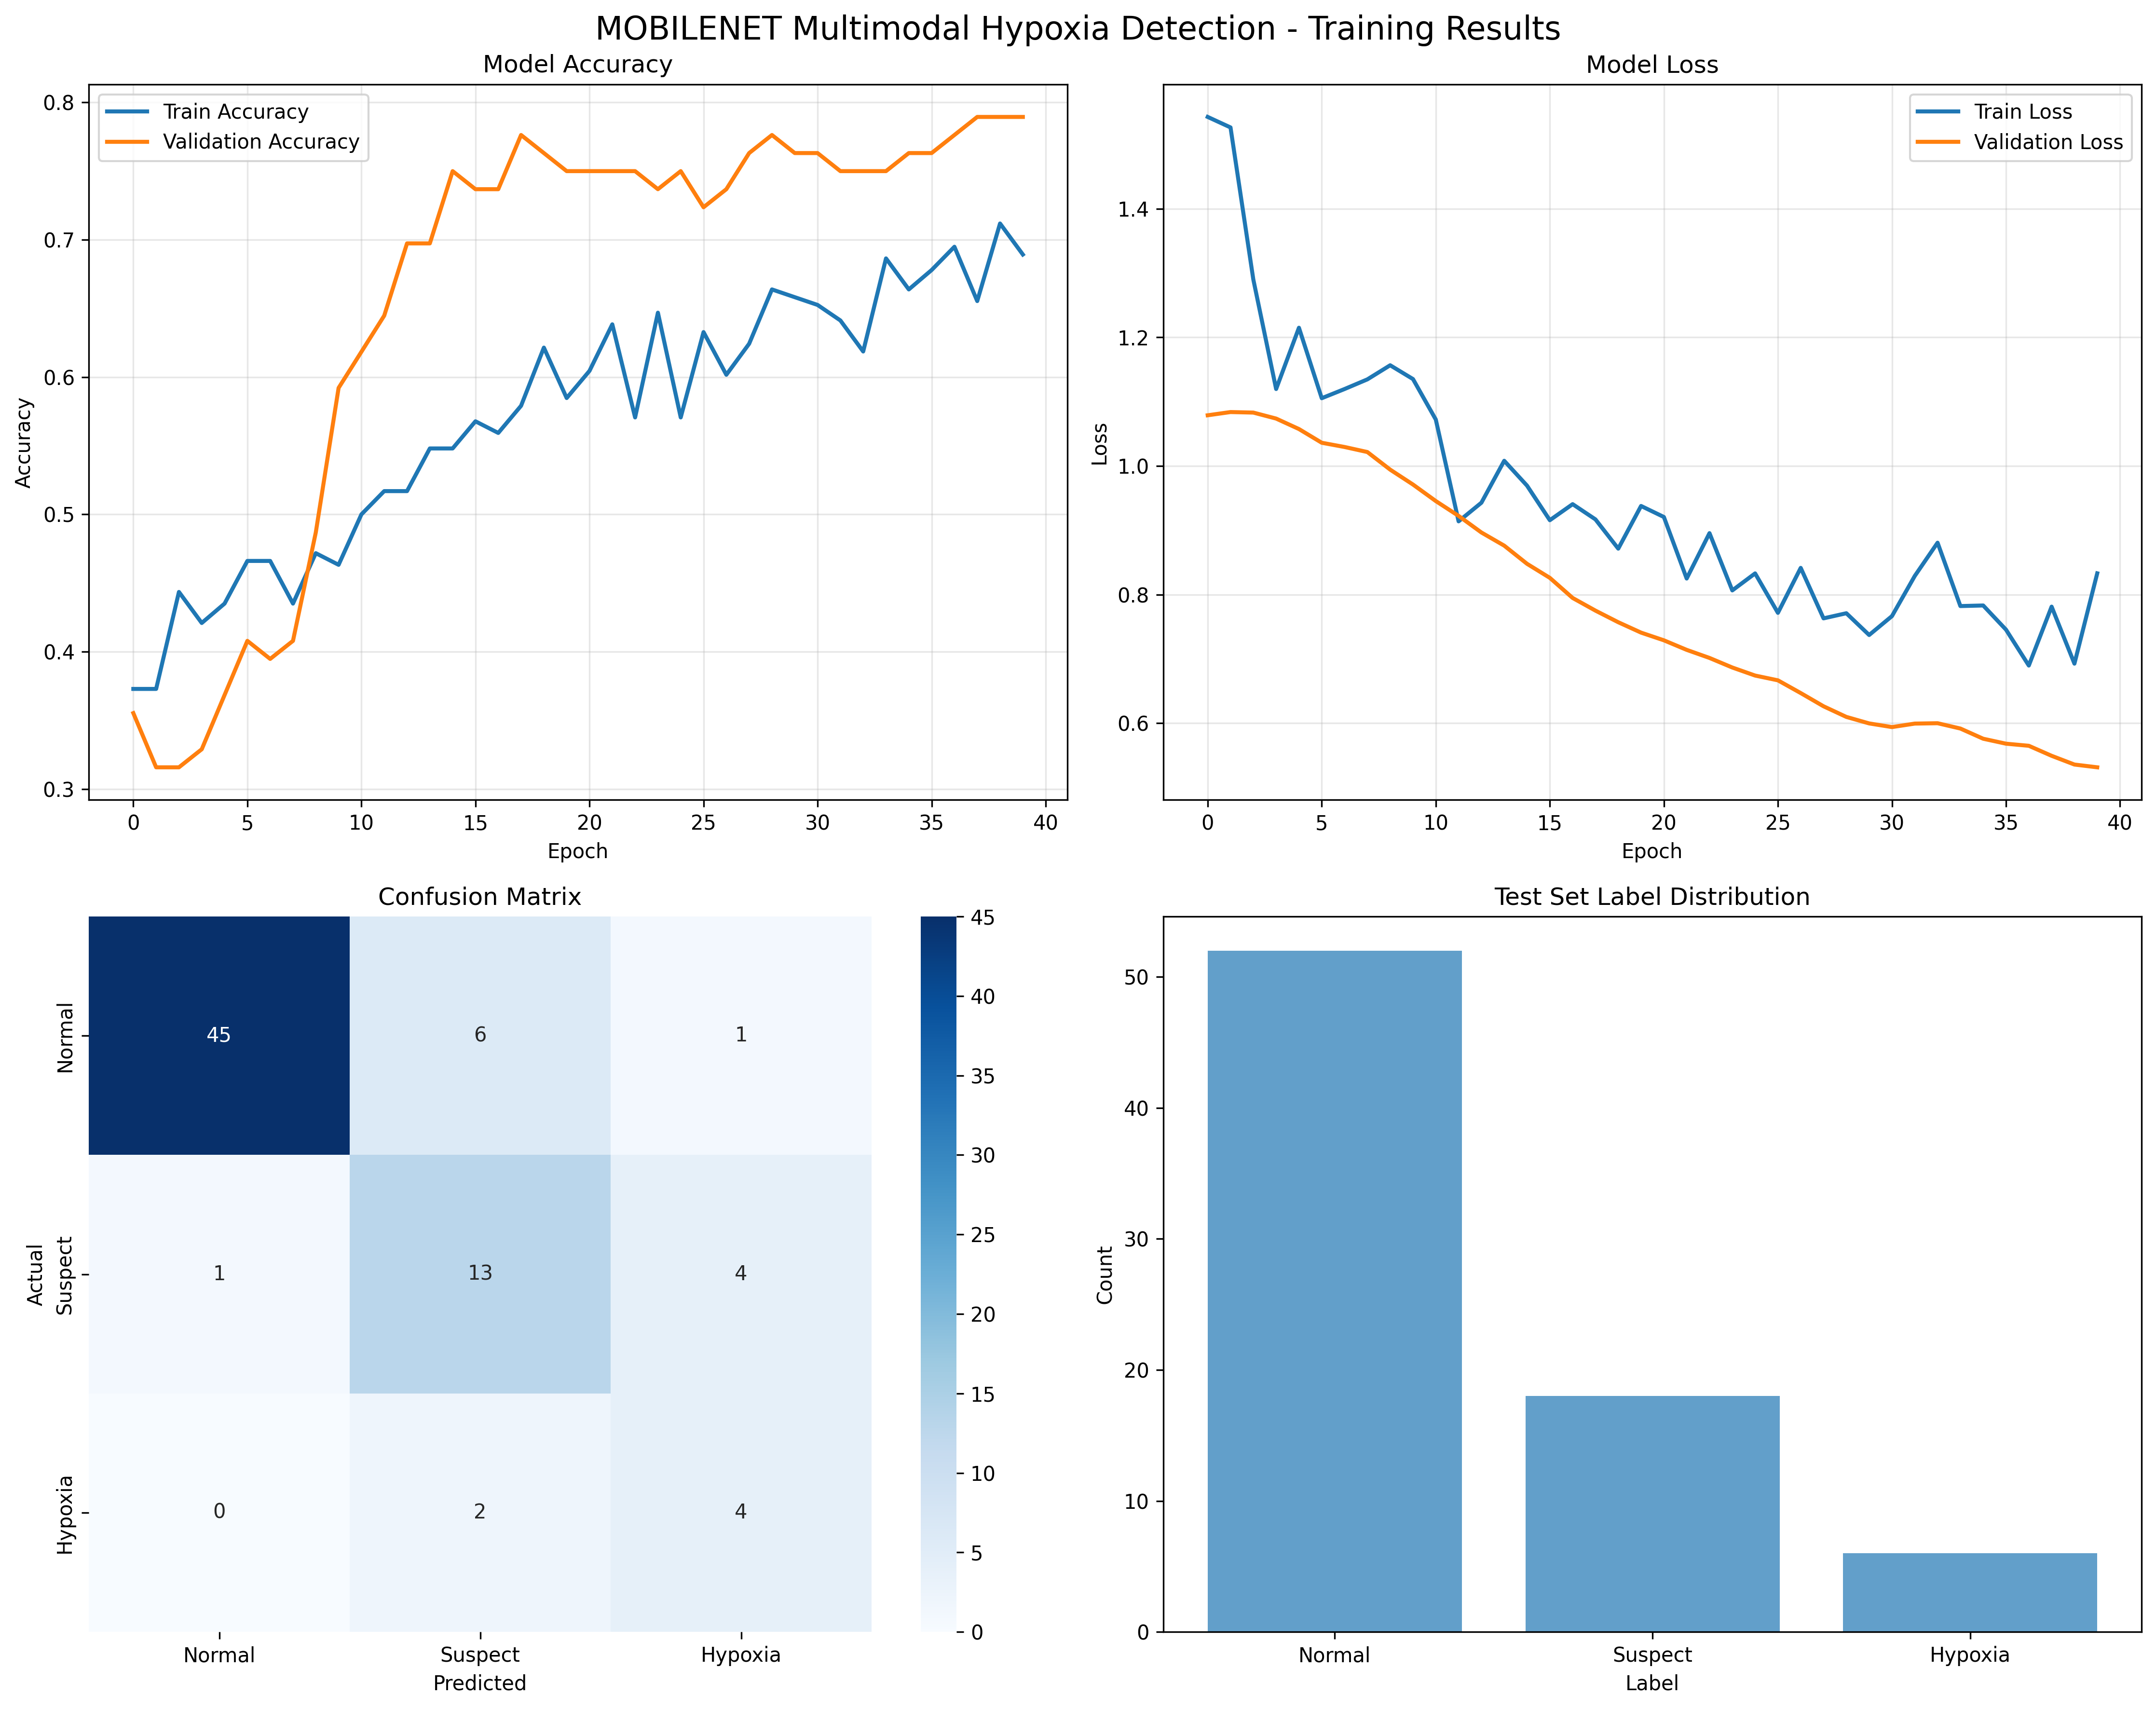 MOBILENET Multimodal Hypoxia Detection - Training Results
Model Accuracy
Train Accuracy
Validation Accuracy
0.8
0.7
0.6
0.5
0.4
0.3
Accuracy
0 5 10 15 20 25 30 35 40
Epoch
Model Loss
Train Loss
Validation Loss
1.4
1.2
1.0
0.8
0.6
Loss
0 5 10 15 20 25 30 35 40
Epoch
Confusion Matrix
Actual
Normal
45 6 1
Suspect
1 13 4
Hypoxia
0 2 4
Normal Suspect Hypoxia
Predicted
45
40
35
30
25
20
15
10
5
0
Test Set Label Distribution
50
40
30
20
10
0
Count
Normal Suspect Hypoxia
Label